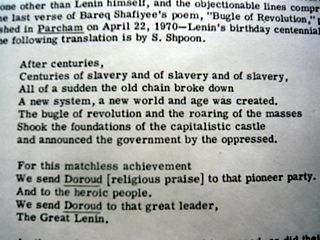 one other than Lenin himself, and the objectionable lines compr
the last verse of Bareq Shafiyee's poem, "Bugle of Revolution," p
shed in Parcham on April 22, 1970—Lenin's birthday centennial
he following translation is by S. Shpoon.
After centuries,
Centuries of slavery and of slavery and of slavery,
All of a sudden the old chain broke down
A new system, a new world and age was created.
The bugle of revolution and the roaring of the masses
Shook the foundations of the capitalistic castle
and announced the government by the oppressed.
For this matchless achievement
We send Doroud [religious praise] to that pioneer party.
And to the heroic people.
We send Doroud to that great leader,
The Great Lenin.